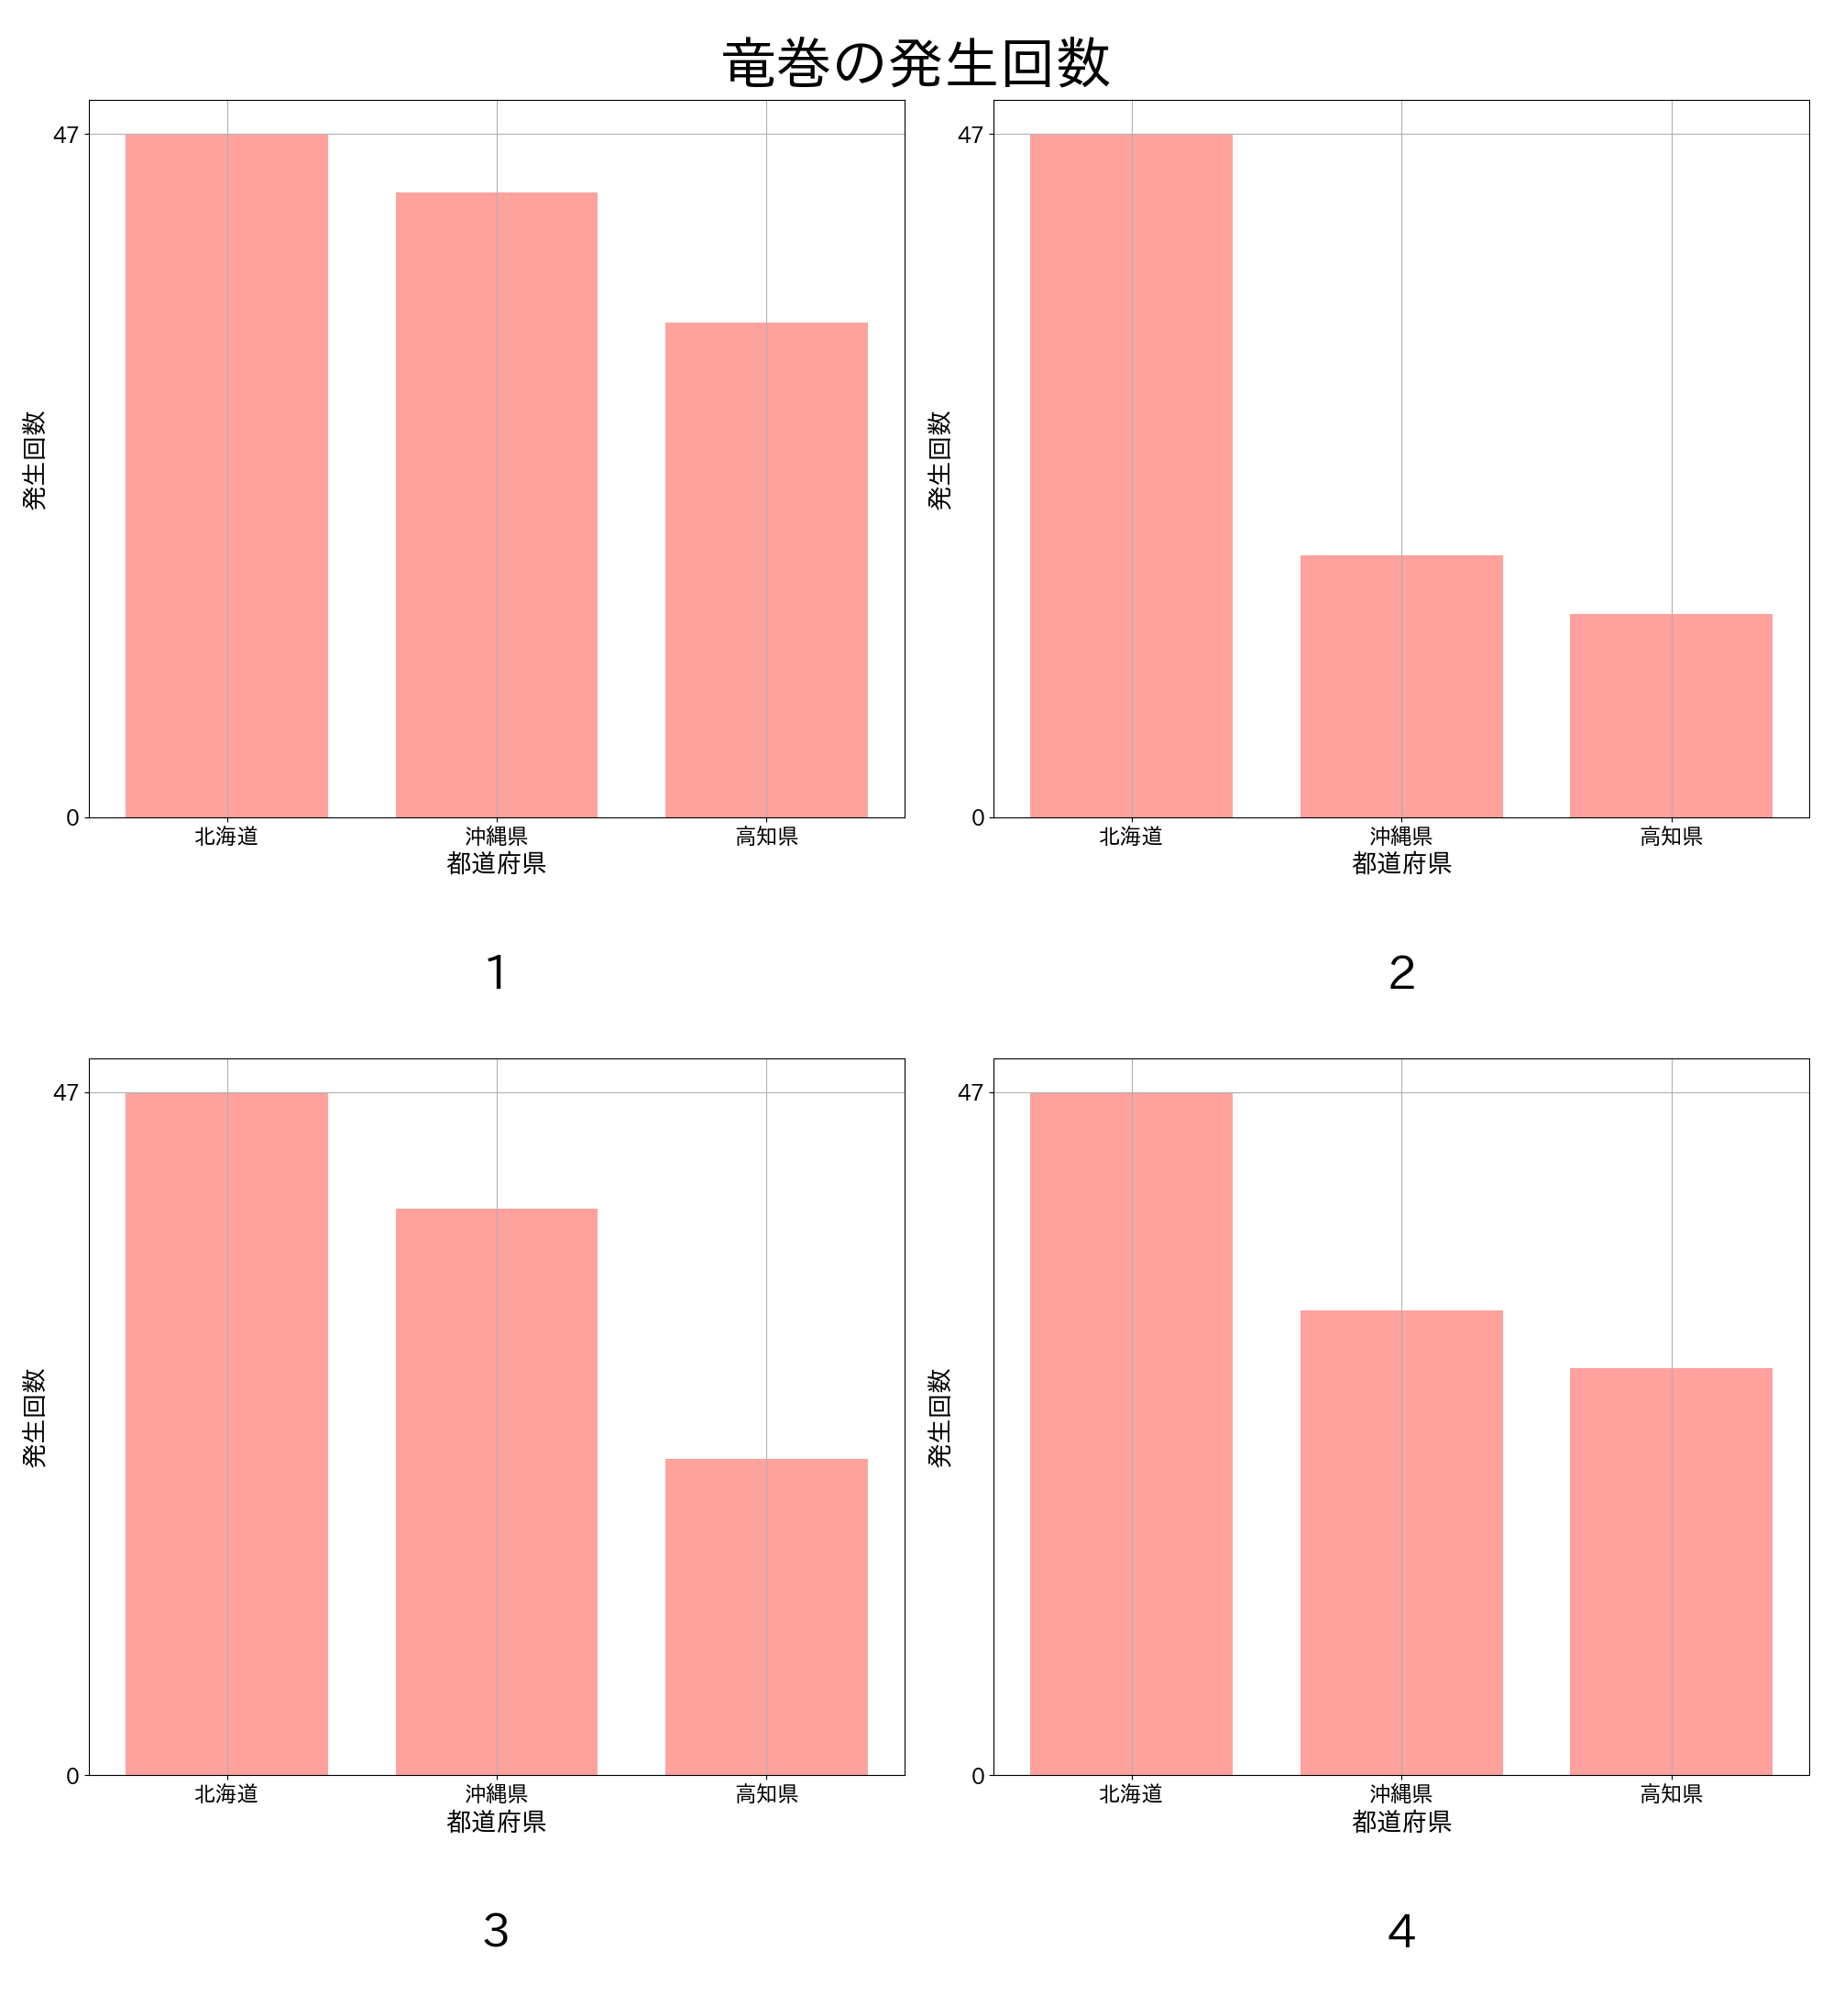 竜巻の発生回数
47
発生回数
0
北海道 沖縄県 高知県
都道府県
1
47
発生回数
0
北海道 沖縄県 高知県
都道府県
2
47
発生回数
0
北海道 沖縄県 高知県
都道府県
3
47
発生回数
0
北海道 沖縄県 高知県
都道府県
4